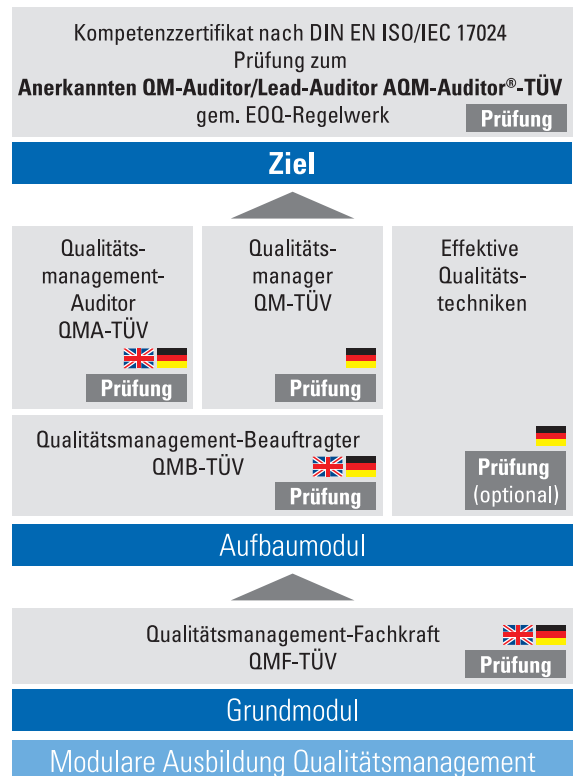 Kompetenzzertifikat nach DIN EN ISO/IEC 17024
Prüfung zum
Anerkannten QM-Auditor/Lead-Auditor AQM-Auditor®-TÜV
gem. EOQ-Regelwerk
Prüfung
Ziel
Qualitäts-
management-
Auditor
QMA-TÜV
Prüfung
Qualitäts-
manager
QM-TÜV
Prüfung
Effektive
Qualitäts-
techniken
Prüfung
(optional)
Qualitätsmanagement-Beauftragter
QMB-TÜV
Prüfung
Aufbaumodul
Qualitätsmanagement-Fachkraft
QMF-TÜV
Prüfung
Grundmodul
Modulare Ausbildung Qualitätsmanagement